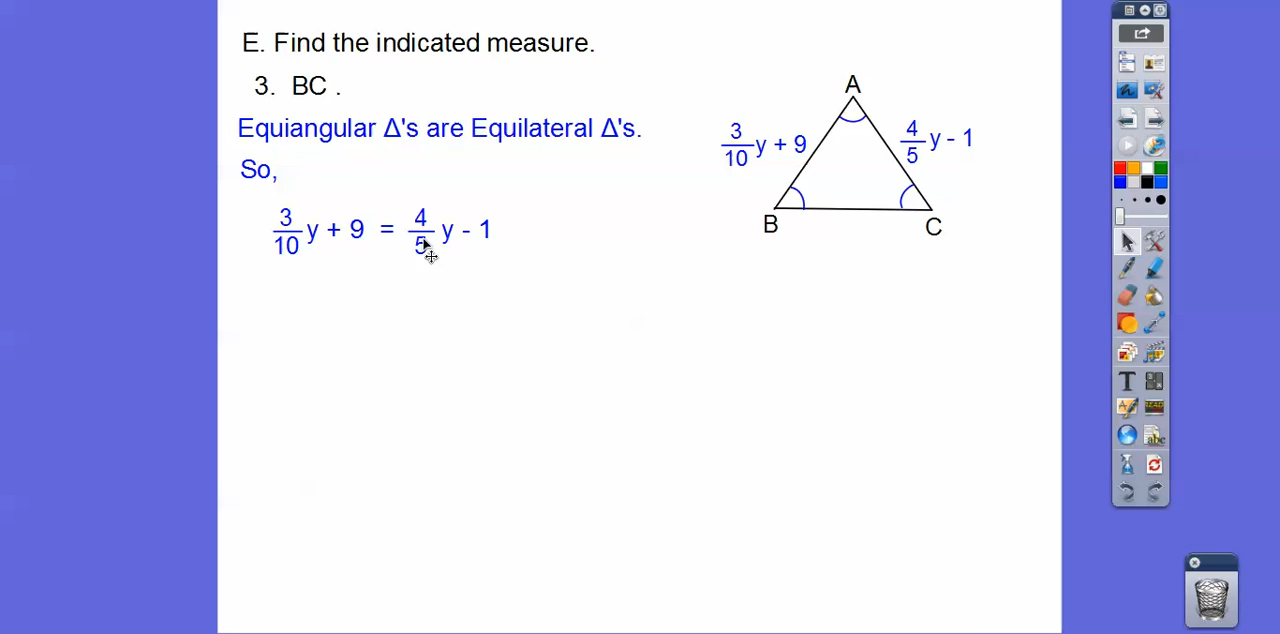 E. Find the indicated measure.
3. BC .
Equiangular Δ's are Equilateral Δ's.
So,
3/10 y + 9 = 4/5 y - 1
A
3/10 y + 9
4/5 y - 1
B
C